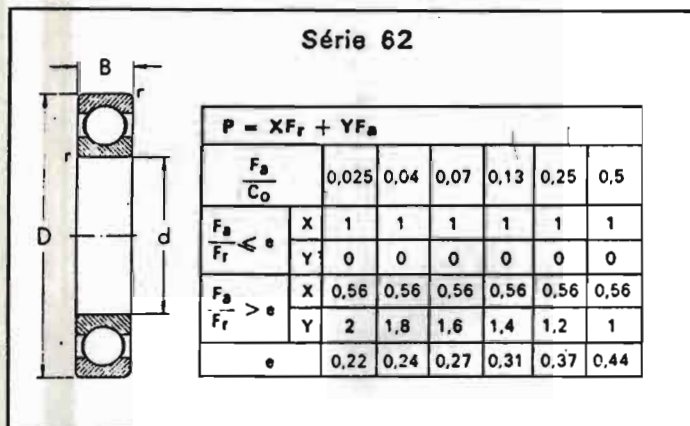 Série 62
B
r
r
D
d
P = XFr + YFa
Fa/C0 0,025 0,04 0,07 0,13 0,25 0,5
Fa/Fr ⩽ e X 1 1 1 1 1 1
Y 0 0 0 0 0 0
Fa/Fr > e X 0,56 0,56 0,56 0,56 0,56 0,56
Y 2 1,8 1,6 1,4 1,2 1
e 0,22 0,24 0,27 0,31 0,37 0,44